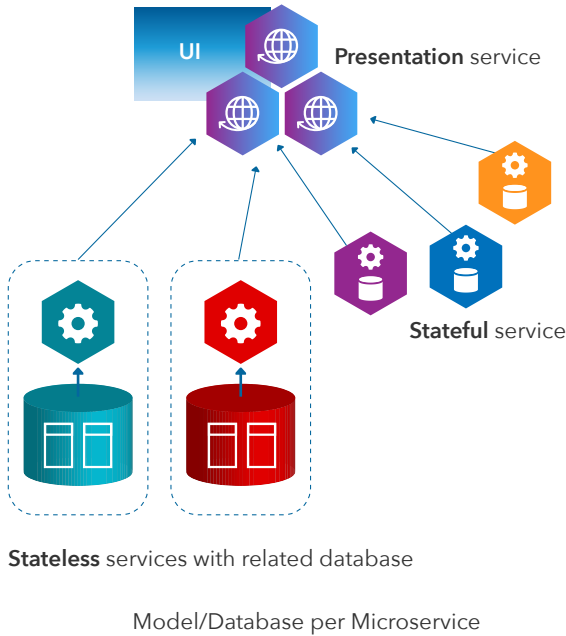 UI
Presentation service
Stateful service
Stateless services with related database
Model/Database per Microservice